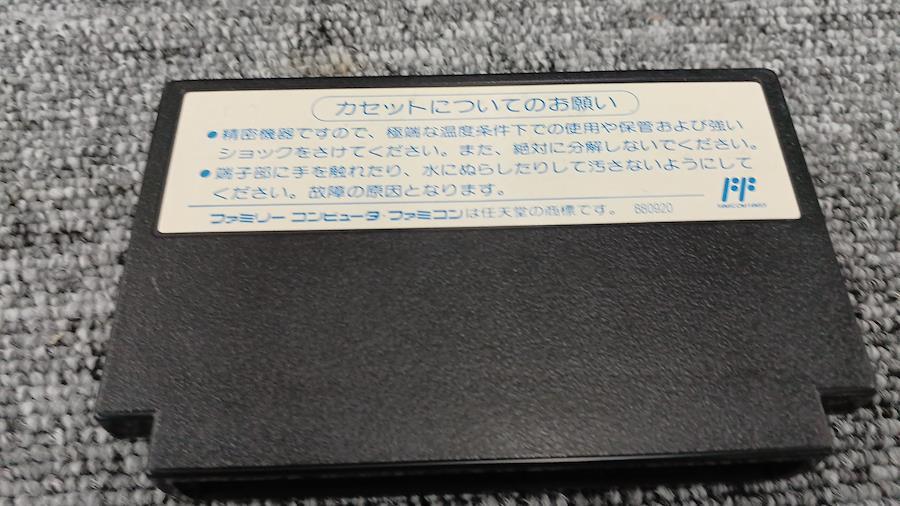 カセットについてのお願い
●精密機器ですので、極端な温度条件下での使用や保管および強い
ショックをさけてください。また、絶対に分解しないでください。
●端子部に手を触れたり、水にぬらしたりして汚さないようにして
ください。故障の原因となります。
ファミリー コンピュータ・ファミコンは任天堂の商標です。 880920